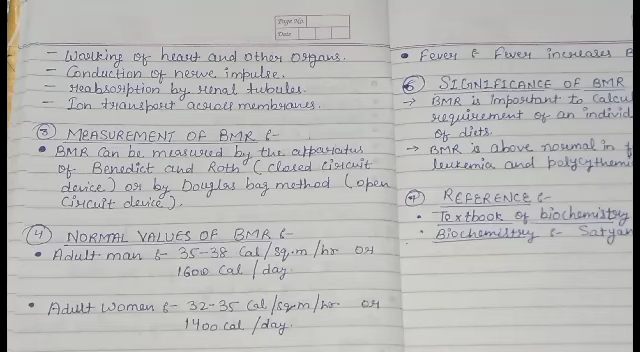 Page No.
Date
- Working of heart and other organs.
- Conduction of nerve impulse.
- reabsorption by renal tubules.
- Ion transport across membranes.
③ MEASUREMENT OF BMR :-
• BMR can be measured by the apparatus
of Benedict and Roth (closed circuit
device) or by Douglas bag method (open
circuit device).
④ NORMAL VALUES OF BMR :-
• Adult man :- 35-38 Cal/sq.m/hr or
1600 Cal/day.
• Adult Women :- 32-35 Cal/sq.m/hr or
1400 cal/day.
• Fever :- Fever increases
⑥ SIGNIFICANCE OF BMR
→ BMR is important to
requirement of an
of diets.
→ BMR is above normal in
leukemia and
⑦ REFERENCE :-
• Textbook of biochemistry
• Biochemistry :-